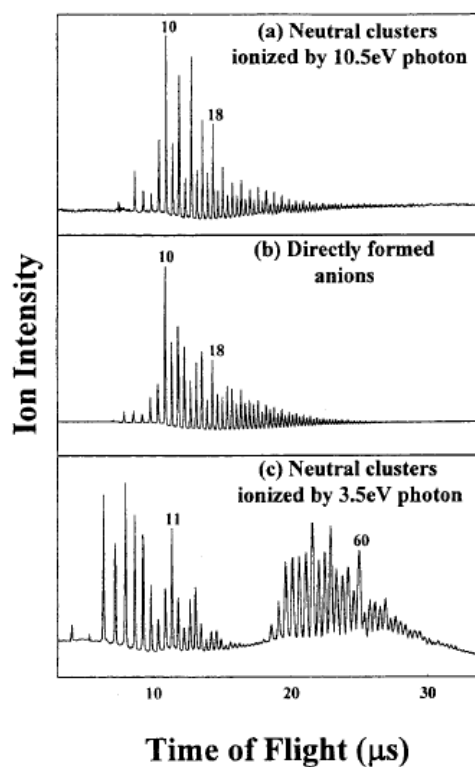 10
(a) Neutral clusters
ionized by 10.5eV photon
18
(b) Directly formed
anions
10
18
(c) Neutral clusters
ionized by 3.5eV photon
11
60
10 20 30
Ion Intensity
Time of Flight (μs)